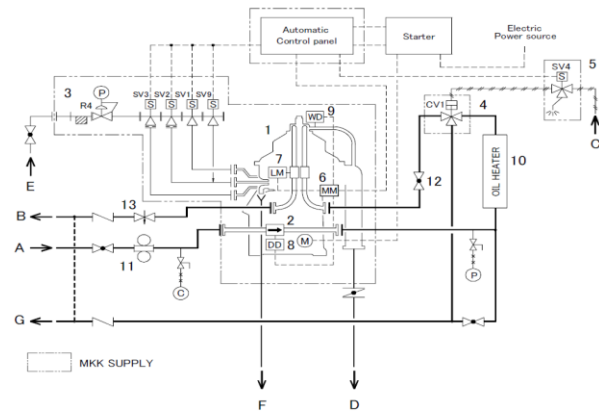 Automatic
Control panel
Starter
Electric
Power source
5
SV4
S
3
P
R4
SV3
SV2
SV1
SV9
S
S
S
S
9
WD
1
CV1
4
C
7
LM
6
MM
OIL HEATER
10
12
E
B
13
2
A
DD
8
M
11
C
P
G
MKK SUPPLY
F
D